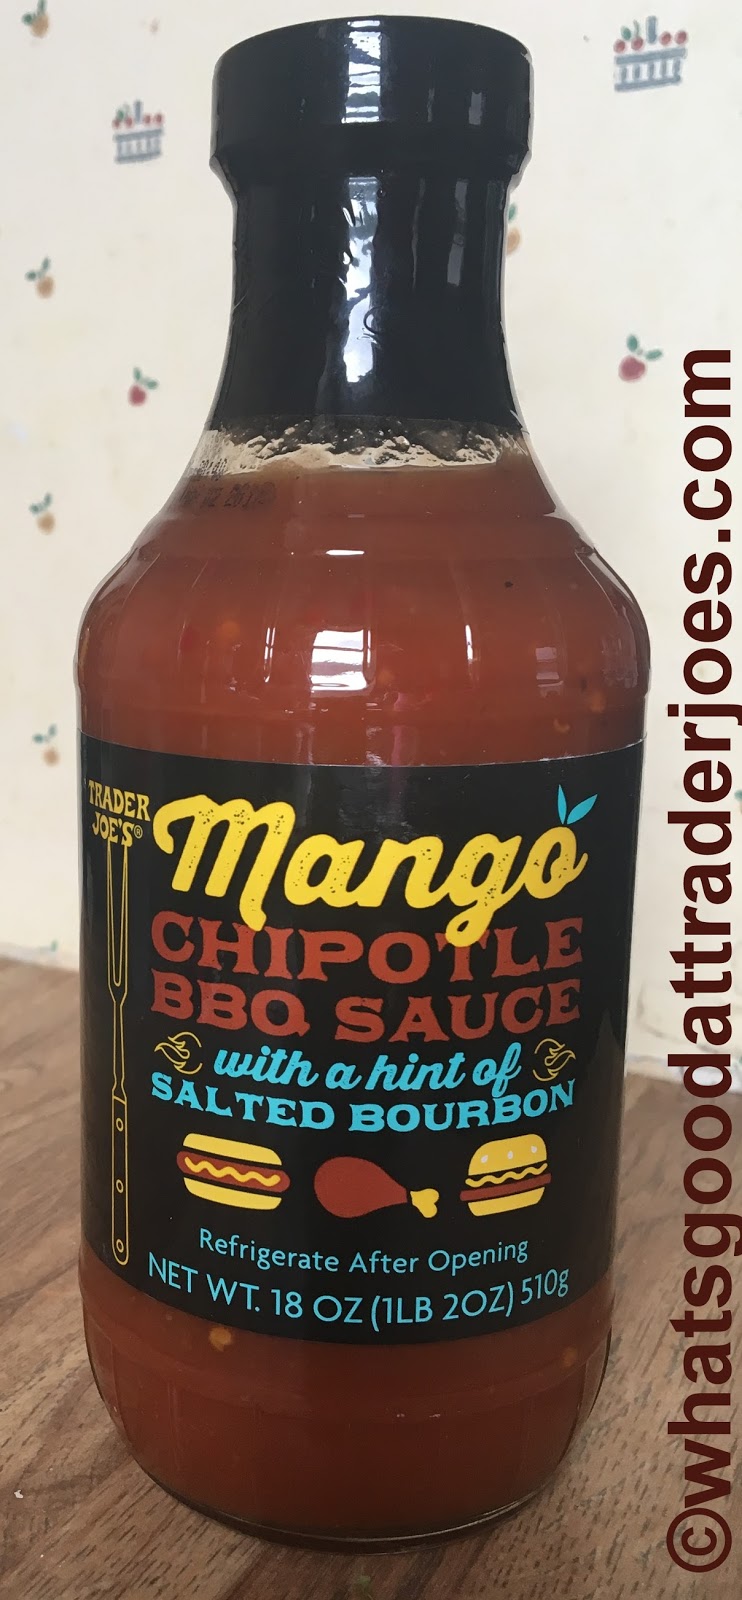 TRADER
JOE'S®
Mango
CHIPOTLE
BBQ SAUCE
with a hint of
SALTED BOURBON
Refrigerate After Opening
NET WT. 18 OZ (1LB 2OZ) 510g
©whatsgoodattraderjoes.com